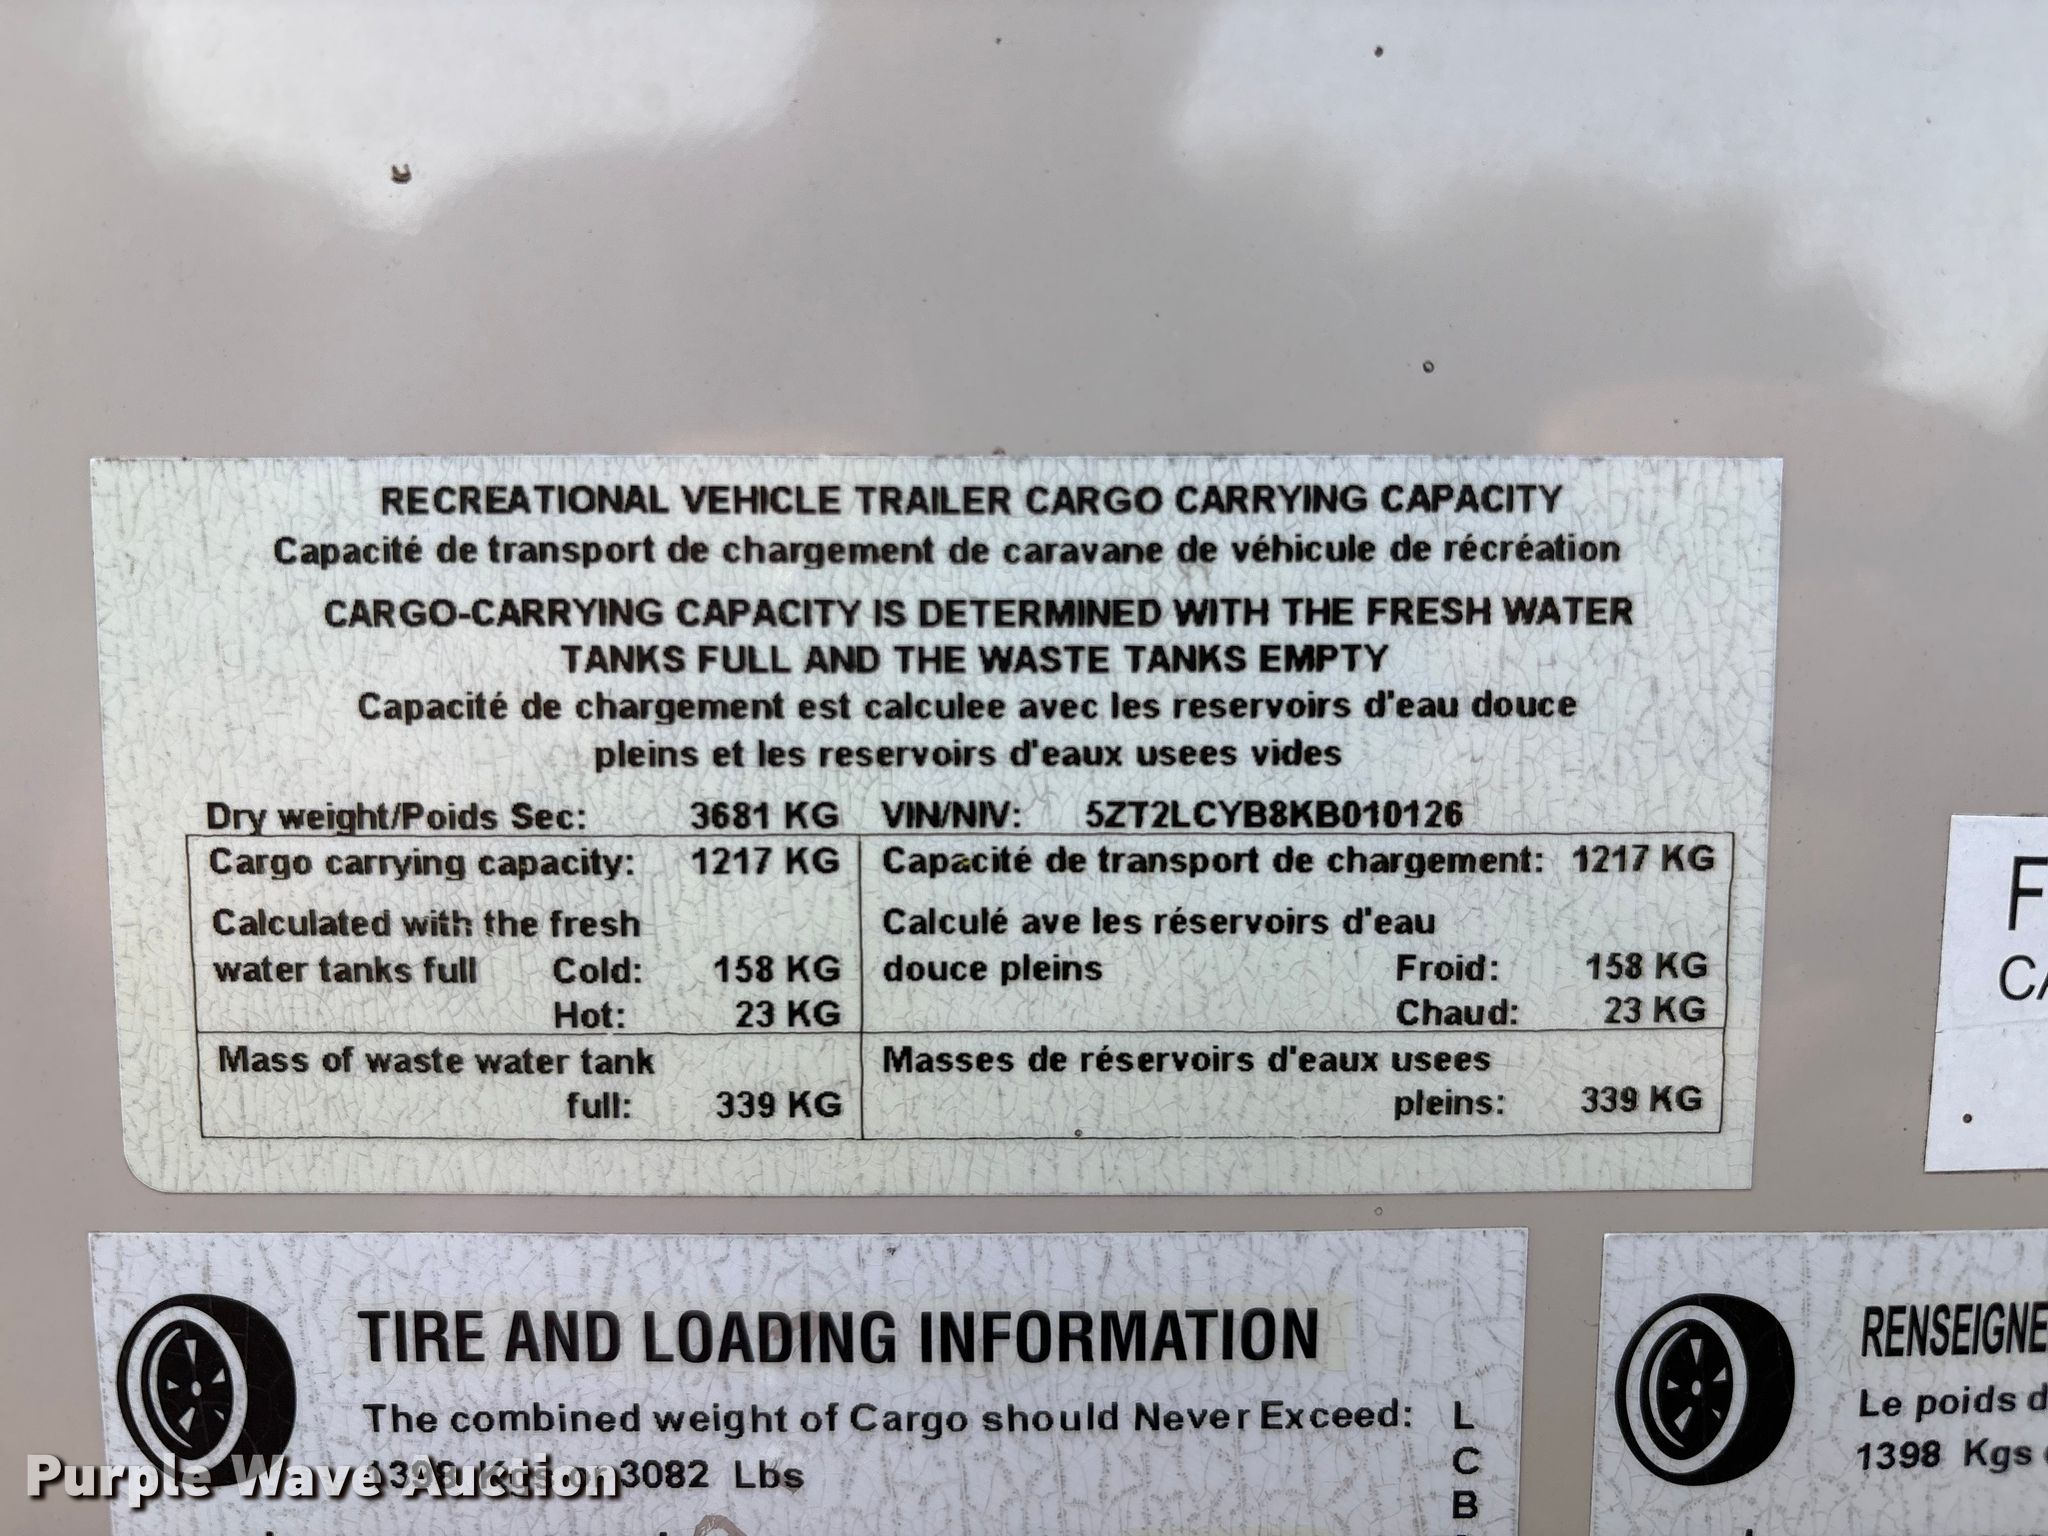 RECREATIONAL VEHICLE TRAILER CARGO CARRYING CAPACITY
Capacité de transport de chargement de caravane de véhicule de récréation
CARGO-CARRYING CAPACITY IS DETERMINED WITH THE FRESH WATER
TANKS FULL AND THE WASTE TANKS EMPTY
Capacité de chargement est calculee avec les reservoirs d'eau douce
pleins et les reservoirs d'eaux usees vides
Dry weight/Poids Sec: 3681 KG VIN/NIV: 5ZT2LCYB8KB010126
Cargo carrying capacity: 1217 KG Capacité de transport de chargement: 1217 KG
Calculated with the fresh Calculé ave les réservoirs d'eau
water tanks full Cold: 158 KG douce pleins Froid: 158 KG
Hot: 23 KG Chaud: 23 KG
Mass of waste water tank Masses de réservoirs d'eaux usees
full: 339 KG pleins: 339 KG
F
CA
TIRE AND LOADING INFORMATION
The combined weight of Cargo should Never Exceed: L
1398 Kgs or 3082 Lbs C
B
RENSEIGNE
Le poids d
1398 Kgs
Purple Wave Auction